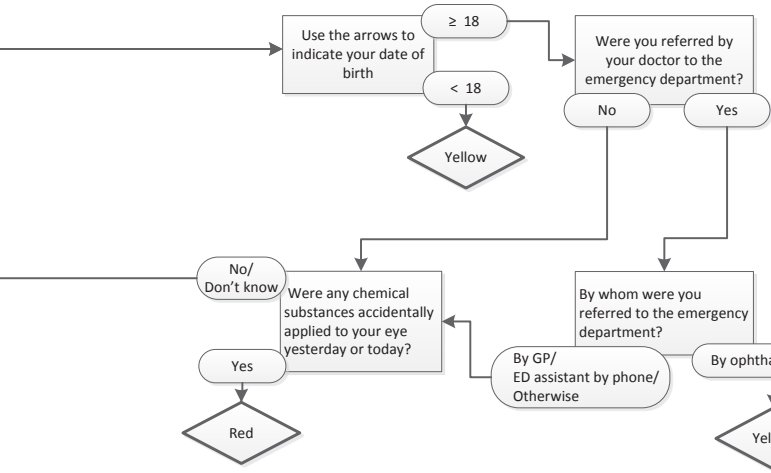 Use the arrows to
indicate your date of
birth
≥ 18
< 18
Yellow
Were you referred by
your doctor to the
emergency department?
No
Yes
No/
Don't know
Were any chemical
substances accidentally
applied to your eye
yesterday or today?
Yes
Red
By whom were you
referred to the emergency
department?
By GP/
ED assistant by phone/
Otherwise
By